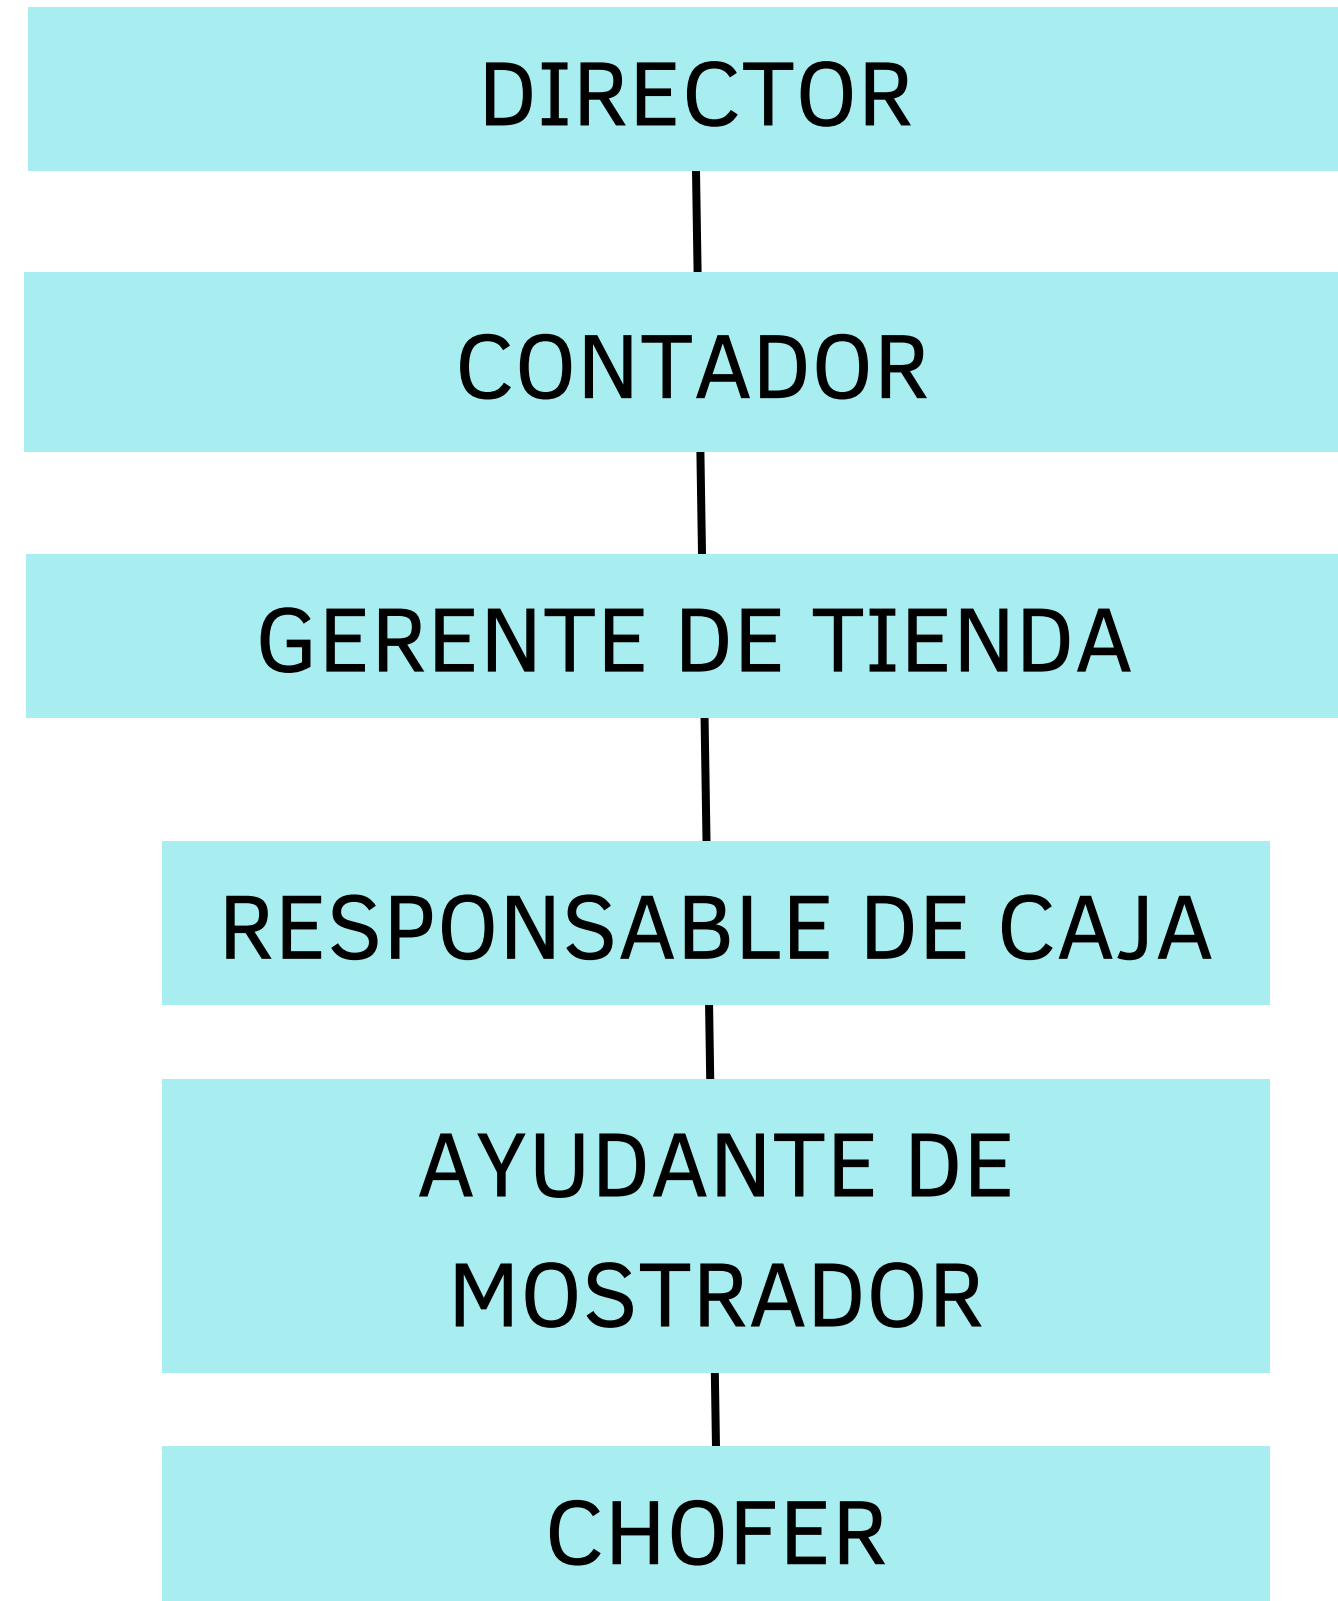 DIRECTOR
CONTADOR
GERENTE DE TIENDA
RESPONSABLE DE CAJA
AYUDANTE DE
MOSTRADOR
CHOFER